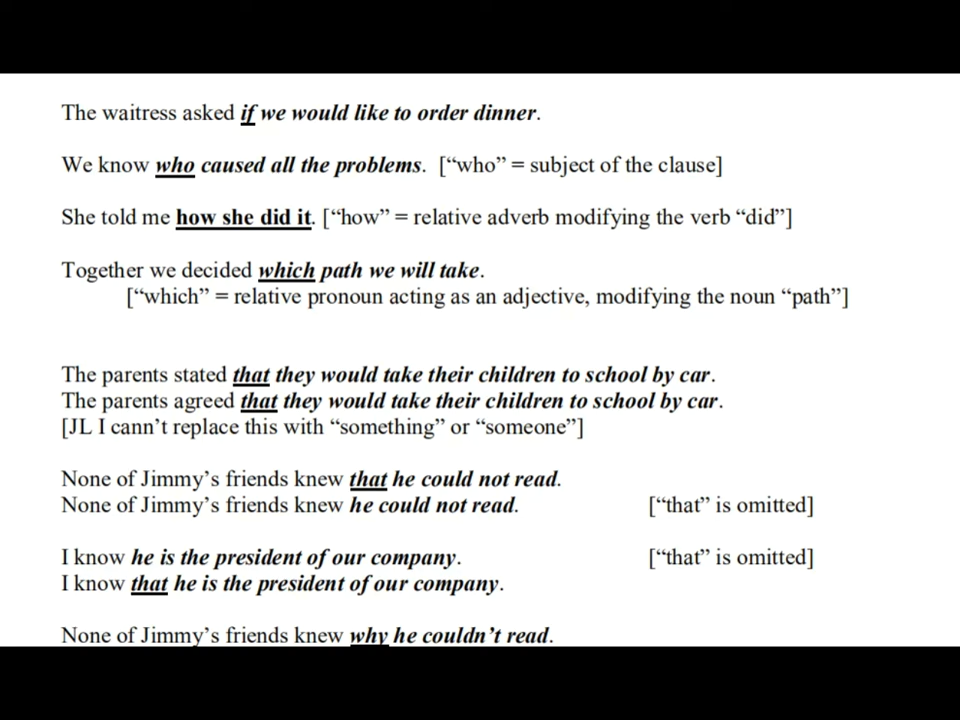 The waitress asked if we would like to order dinner.
We know who caused all the problems. [“who” = subject of the clause]
She told me how she did it. [“how” = relative adverb modifying the verb “did”]
Together we decided which path we will take.
[“which” = relative pronoun acting as an adjective, modifying the noun “path”]
The parents stated that they would take their children to school by car.
The parents agreed that they would take their children to school by car.
[JL I cann’t replace this with “something” or “someone”]
None of Jimmy’s friends knew that he could not read.
None of Jimmy’s friends knew he could not read. [“that” is omitted]
I know he is the president of our company. [“that” is omitted]
I know that he is the president of our company.
None of Jimmy’s friends knew why he couldn’t read.